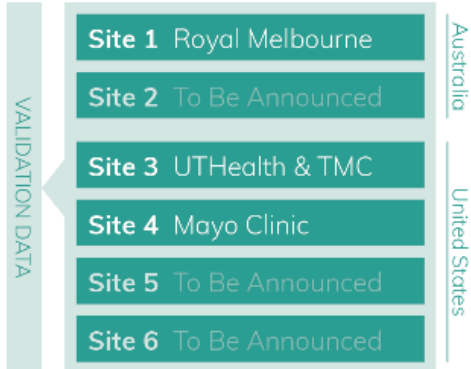 VALIDATION DATA
Site 1 Royal Melbourne
Site 2 To Be Announced
Australia
Site 3 UTHealth & TMC
Site 4 Mayo Clinic
Site 5 To Be Announced
Site 6 To Be Announced
United States